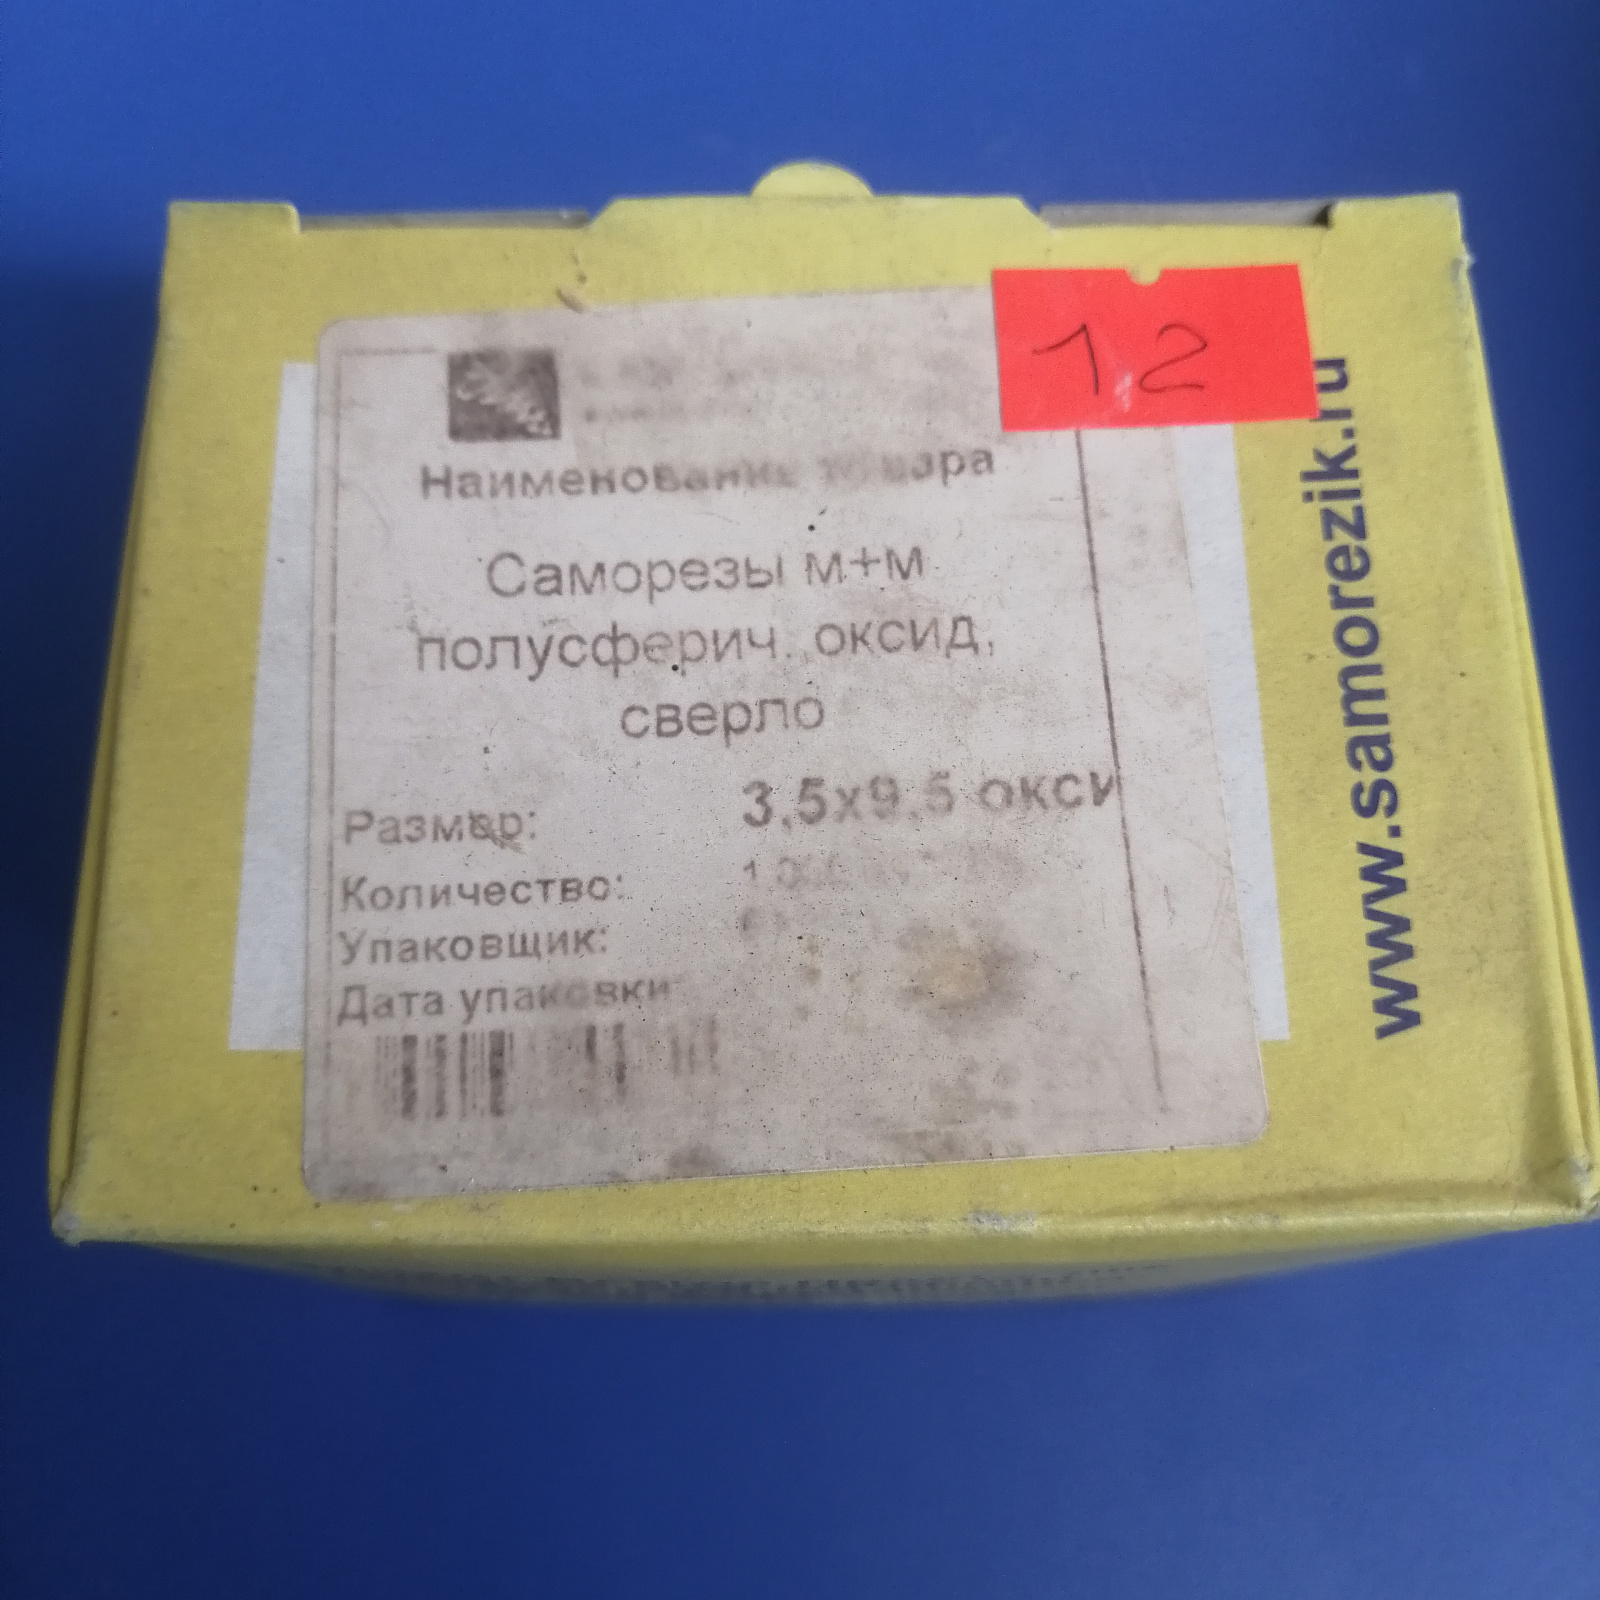 12
Наименование
Саморезы м+м
полусферич. оксид,
сверло
Размер: 3,5х9,5 окси
Количество:
Упаковщик:
Дата упаковки
www.samorezik.ru